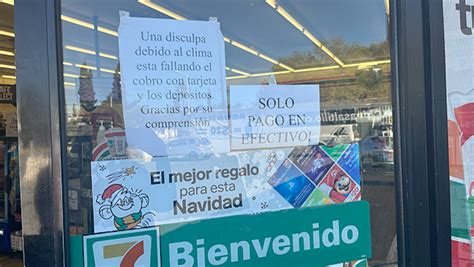 Una disculpa
debido al clima
esta fallando el
cobro con tarjeta
y los depositos.
Gracias por su
comprensión
SOLO
PAGO EN
EFECTIVO!
El mejor regalo
para esta
Navidad
7
Bienvenido